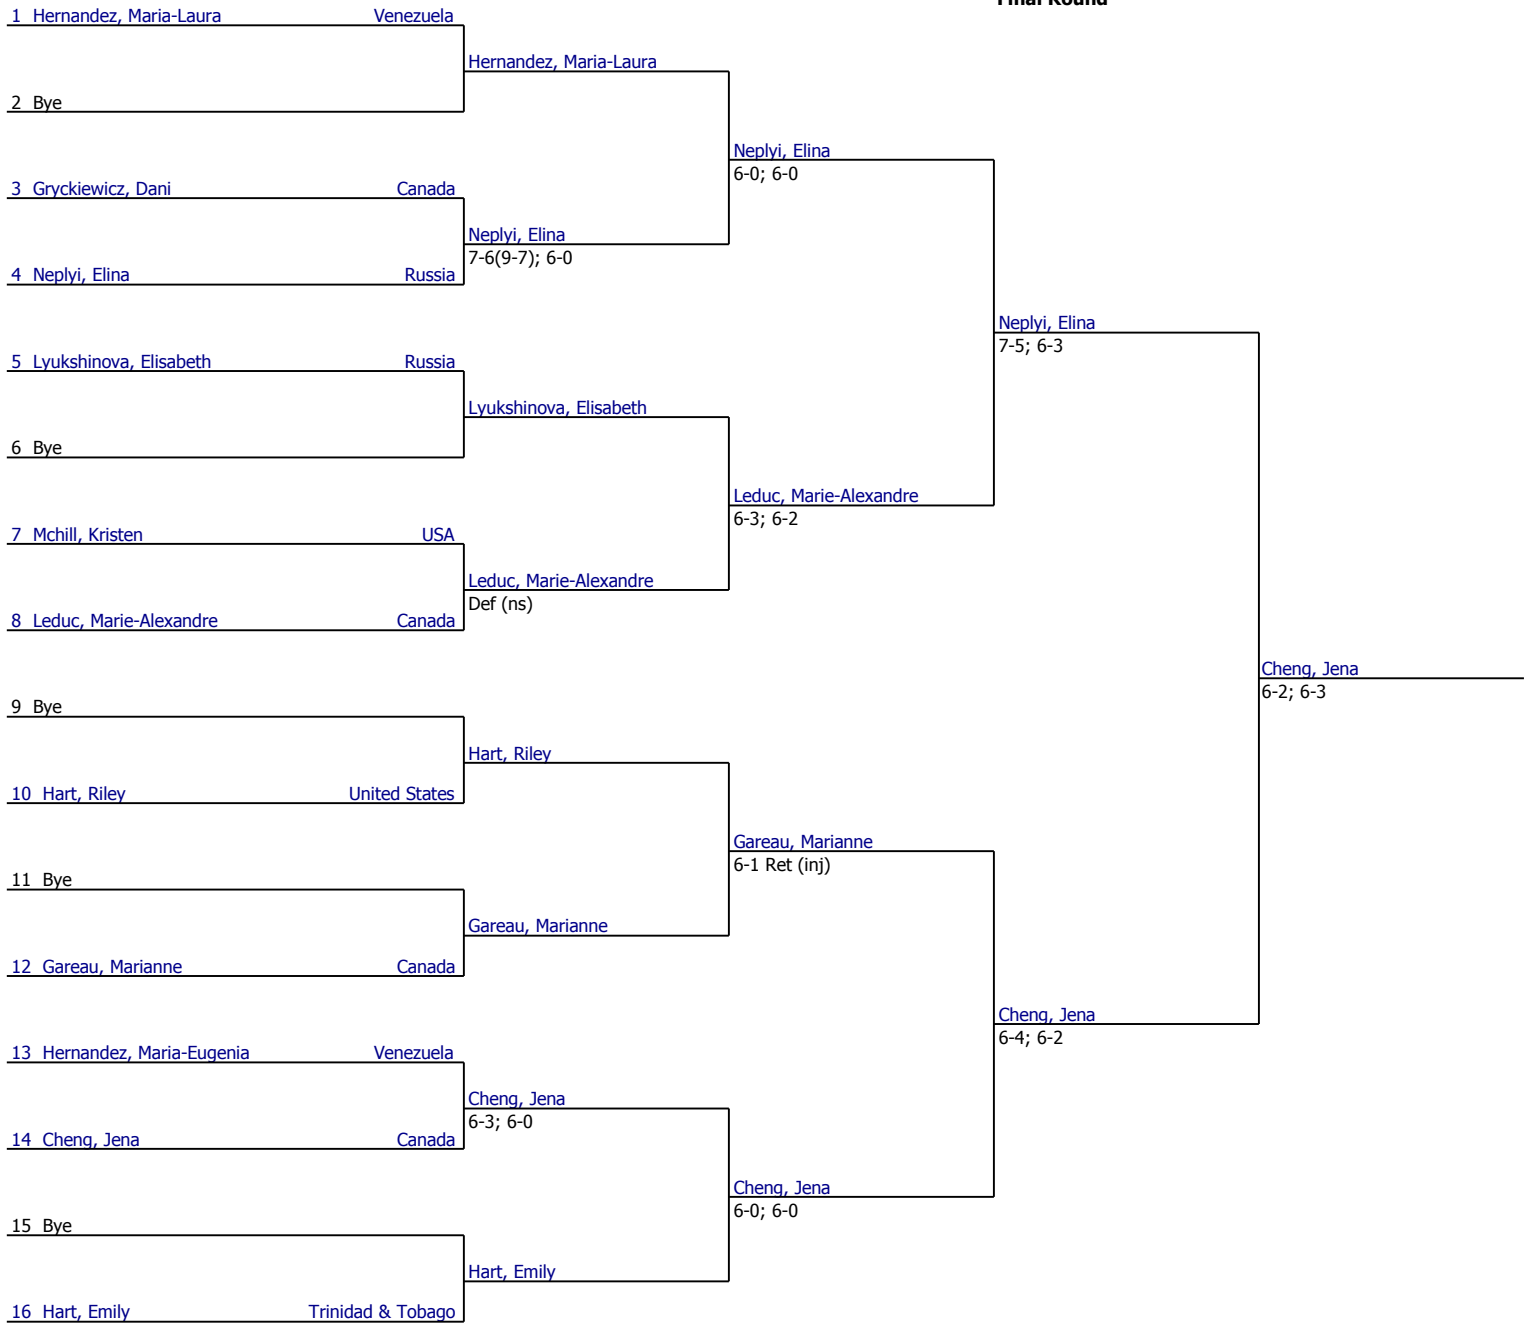 Final Round
1 Hernandez, Maria-Laura Venezuela
Hernandez, Maria-Laura
2 Bye
Neplyi, Elina
6-0; 6-0
3 Gryckiewicz, Dani Canada
Neplyi, Elina
7-6(9-7); 6-0
4 Neplyi, Elina Russia
Neplyi, Elina
7-5; 6-3
5 Lyukshinova, Elisabeth Russia
Lyukshinova, Elisabeth
6 Bye
Leduc, Marie-Alexandre
6-3; 6-2
7 Mchill, Kristen USA
Leduc, Marie-Alexandre
Def (ns)
8 Leduc, Marie-Alexandre Canada
Cheng, Jena
6-2; 6-3
9 Bye
Hart, Riley
10 Hart, Riley United States
Gareau, Marianne
6-1 Ret (inj)
11 Bye
Gareau, Marianne
12 Gareau, Marianne Canada
Cheng, Jena
6-4; 6-2
13 Hernandez, Maria-Eugenia Venezuela
Cheng, Jena
6-3; 6-0
14 Cheng, Jena Canada
Cheng, Jena
6-0; 6-0
15 Bye
Hart, Emily
16 Hart, Emily Trinidad & Tobago